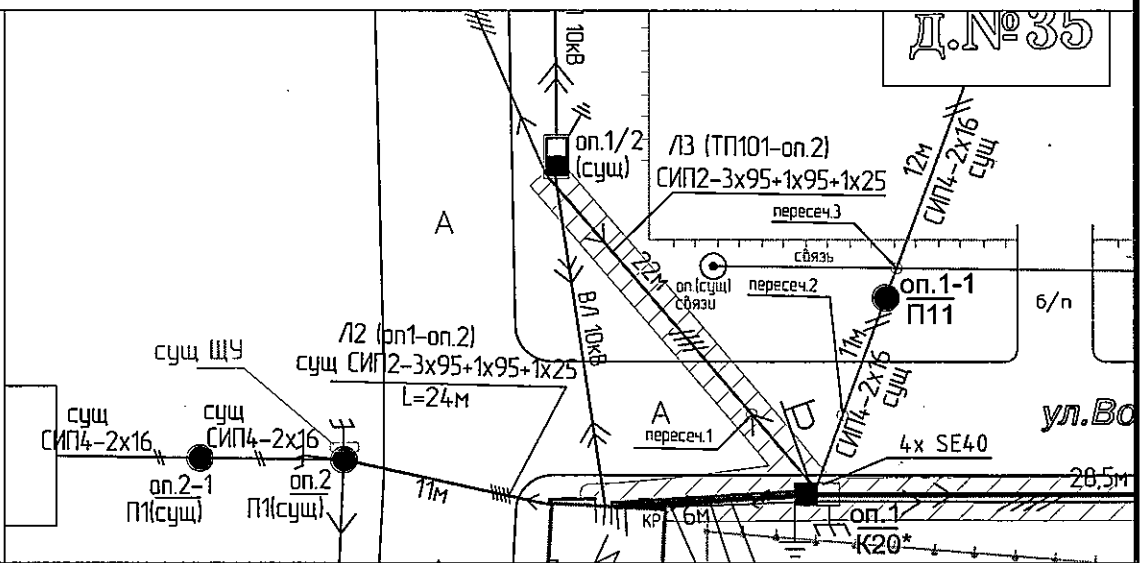 Д.№35
10кВ
оп.1/2
(сущ)
Л3 (ТП101-оп.2)
СИП2-3х95+1х95+1х25
12м
СИП4-2х16
сущ
пересеч.3
А
связь
22м
оп.(сущ)
связи
пересеч.2
оп.1-1
П11
б/п
ВЛ 10кВ
Л2 (оп1-оп.2)
сущ СИП2-3х95+1х95+1х25
L=24м
сущ ЩУ
11м
СИП4-2х16
сущ
А
пересеч.1
ул.Во
4х SE40
сущ
СИП4-2х16
сущ
СИП4-2х16
оп.2-1
П1(сущ)
оп.2
П1(сущ)
11м
28,5м
КР
6м
оп.1
К20*